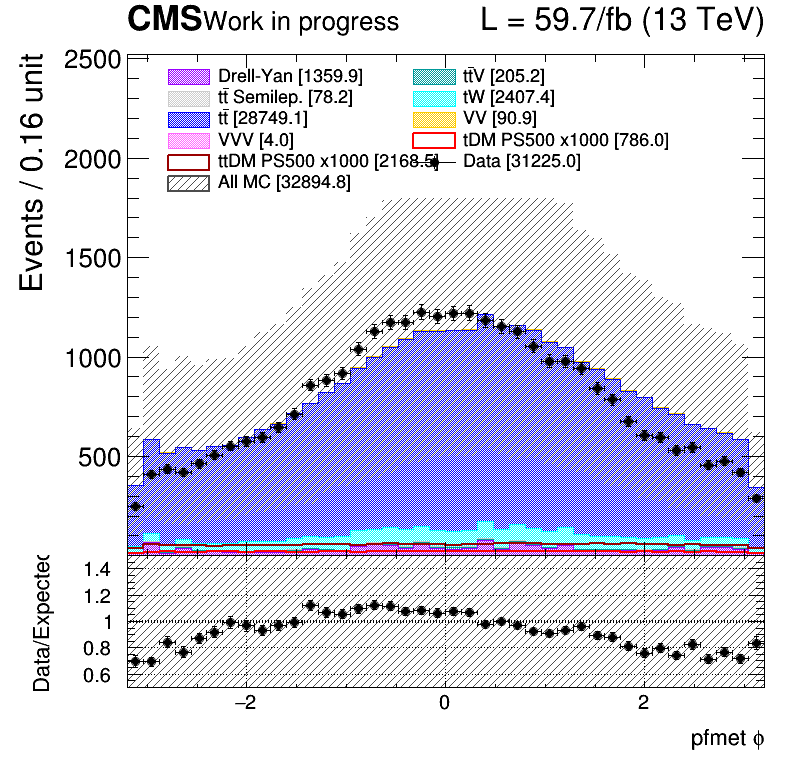 CMS Work in progress L = 59.7/fb (13 TeV)
Events / 0.16 unit
2500
2000
1500
1000
500
Drell-Yan [1359.9] tt̄V [205.2]
tt̄ Semilep. [78.2] tW [2407.4]
tt̄ [28749.1] VV [90.9]
VVV [4.0] tDM PS500 x1000 [786.0]
ttDM PS500 x1000 [2168.5] Data [31225.0]
All MC [32894.8]
Data/Expected
1.4
1.2
1
0.8
0.6
−2 0 2
pfmet ϕ